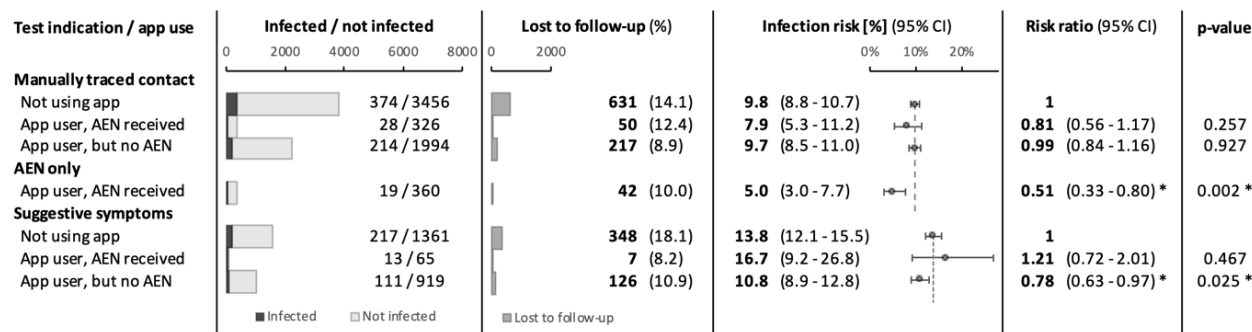 Test indication / app use Infected / not infected Lost to follow-up (%) Infection risk [%] (95% CI) Risk ratio (95% CI) p-value
0 2000 4000 6000 8000 0 2000 0% 10% 20%
Manually traced contact
Not using app 374 / 3456 631 (14.1) 9.8 (8.8 - 10.7) 1
App user, AEN received 28 / 326 50 (12.4) 7.9 (5.3 - 11.2) 0.81 (0.56 - 1.17) 0.257
App user, but no AEN 214 / 1994 217 (8.9) 9.7 (8.5 - 11.0) 0.99 (0.84 - 1.16) 0.927
AEN only
App user, AEN received 19 / 360 42 (10.0) 5.0 (3.0 - 7.7) 0.51 (0.33 - 0.80) * 0.002 *
Suggestive symptoms
Not using app 217 / 1361 348 (18.1) 13.8 (12.1 - 15.5) 1
App user, AEN received 13 / 65 7 (8.2) 16.7 (9.2 - 26.8) 1.21 (0.72 - 2.01) 0.467
App user, but no AEN 111 / 919 126 (10.9) 10.8 (8.9 - 12.8) 0.78 (0.63 - 0.97) * 0.025 *
Infected Not infected Lost to follow-up